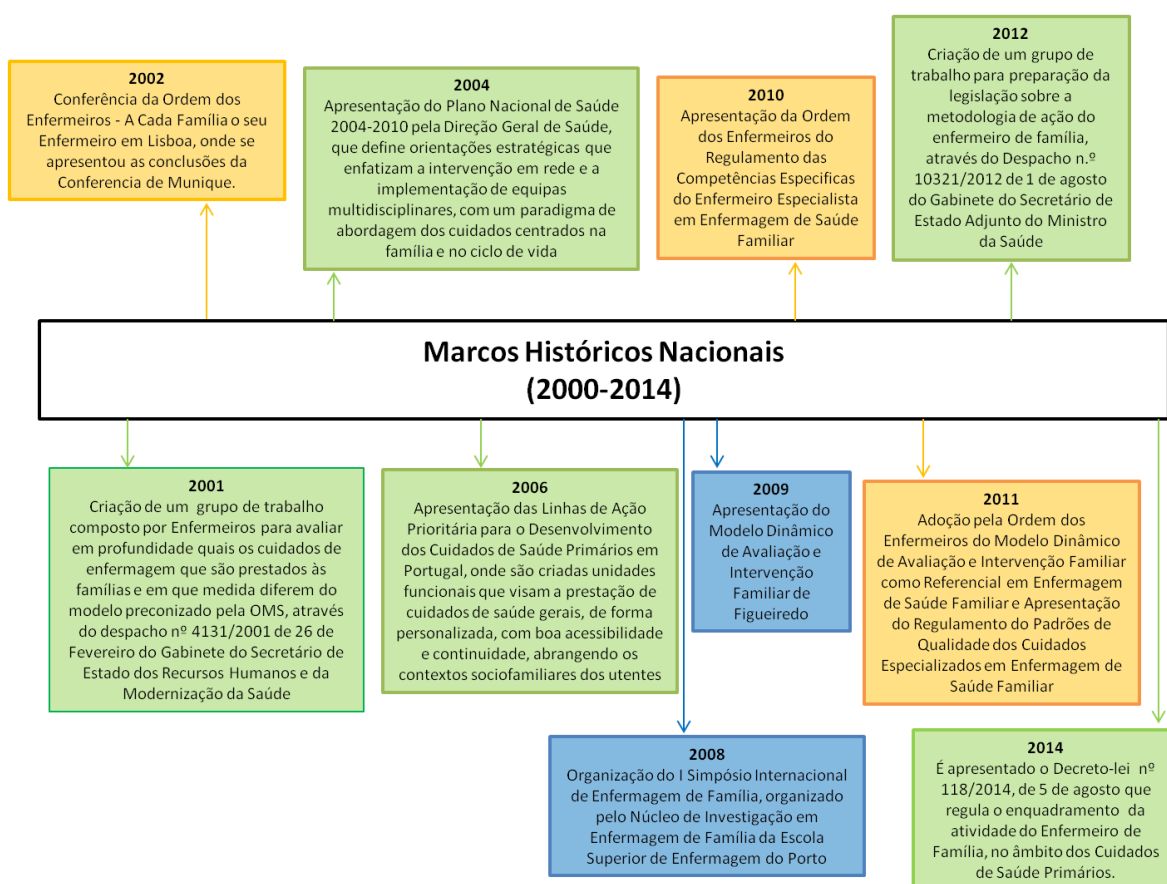 2002
Conferência da Ordem dos
Enfermeiros - A Cada Família o seu
Enfermeiro em Lisboa, onde se
apresentou as conclusões da
Conferencia de Munique.
2004
Apresentação do Plano Nacional de Saúde
2004-2010 pela Direção Geral de Saúde,
que define orientações estratégicas que
enfatizam a intervenção em rede e a
implementação de equipas
multidisciplinares, com um paradigma de
abordagem dos cuidados centrados na
família e no ciclo de vida
2010
Apresentação da Ordem
dos Enfermeiros do
Regulamento das
Competências Especificas
do Enfermeiro Especialista
em Enfermagem de Saúde
Familiar
2012
Criação de um grupo de
trabalho para preparação da
legislação sobre a
metodologia de ação do
enfermeiro de família,
através do Despacho n.º
10321/2012 de 1 de agosto
do Gabinete do Secretário de
Estado Adjunto do Ministro
da Saúde
Marcos Históricos Nacionais
(2000-2014)
2001
Criação de um grupo de trabalho
composto por Enfermeiros para avaliar
em profundidade quais os cuidados de
enfermagem que são prestados às
famílias e em que medida diferem do
modelo preconizado pela OMS, através
do despacho nº 4131/2001 de 26 de
Fevereiro do Gabinete do Secretário de
Estado dos Recursos Humanos e da
Modernização da Saúde
2006
Apresentação das Linhas de Ação
Prioritária para o Desenvolvimento
dos Cuidados de Saúde Primários em
Portugal, onde são criadas unidades
funcionais que visam a prestação de
cuidados de saúde gerais, de forma
personalizada, com boa acessibilidade
e continuidade, abrangendo os
contextos sociofamiliares dos utentes
2009
Apresentação do
Modelo Dinâmico
de Avaliação e
Intervenção
Familiar de
Figueiredo
2011
Adoção pela Ordem dos
Enfermeiros do Modelo Dinâmico
de Avaliação e Intervenção Familiar
como Referencial em Enfermagem
de Saúde Familiar e Apresentação
do Regulamento do Padrões de
Qualidade dos Cuidados
Especializados em Enfermagem de
Saúde Familiar
2008
Organização do I Simpósio Internacional
de Enfermagem de Família, organizado
pelo Núcleo de Investigação em
Enfermagem de Família da Escola
Superior de Enfermagem do Porto
2014
É apresentado o Decreto-lei nº
118/2014, de 5 de agosto que
regula o enquadramento da
atividade do Enfermeiro de
Família, no âmbito dos Cuidados
de Saúde Primários.